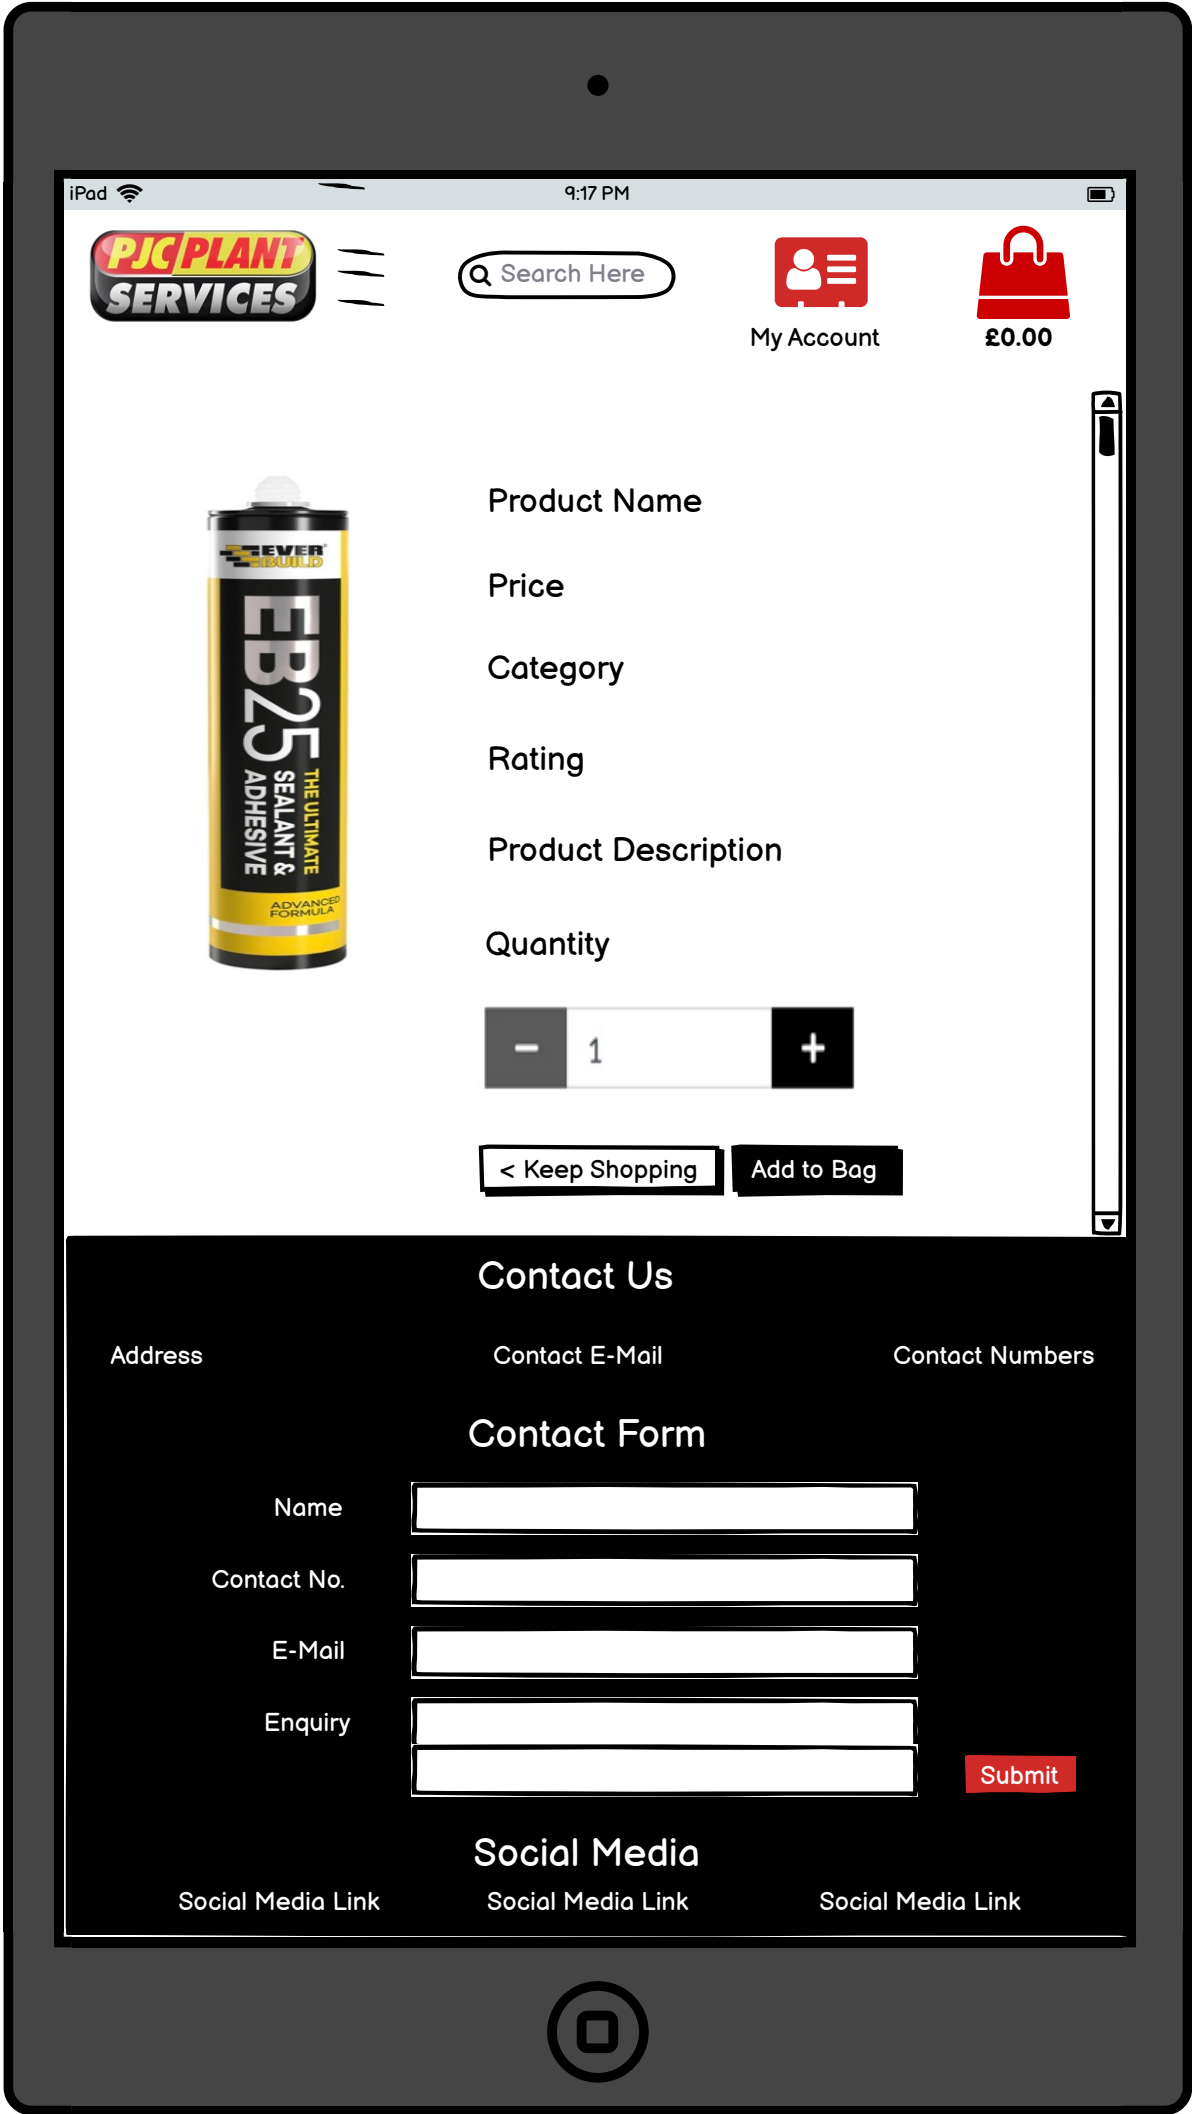 iPad
9:17 PM
PJC PLANT
SERVICES
Search Here
My Account
£0.00
EVER
BUILD
EB25
THE ULTIMATE
SEALANT &
ADHESIVE
ADVANCED
FORMULA
Product Name
Price
Category
Rating
Product Description
Quantity
− 1 +
< Keep Shopping
Add to Bag
Contact Us
Address
Contact E-Mail
Contact Numbers
Contact Form
Name
Contact No.
E-Mail
Enquiry
Submit
Social Media
Social Media Link
Social Media Link
Social Media Link